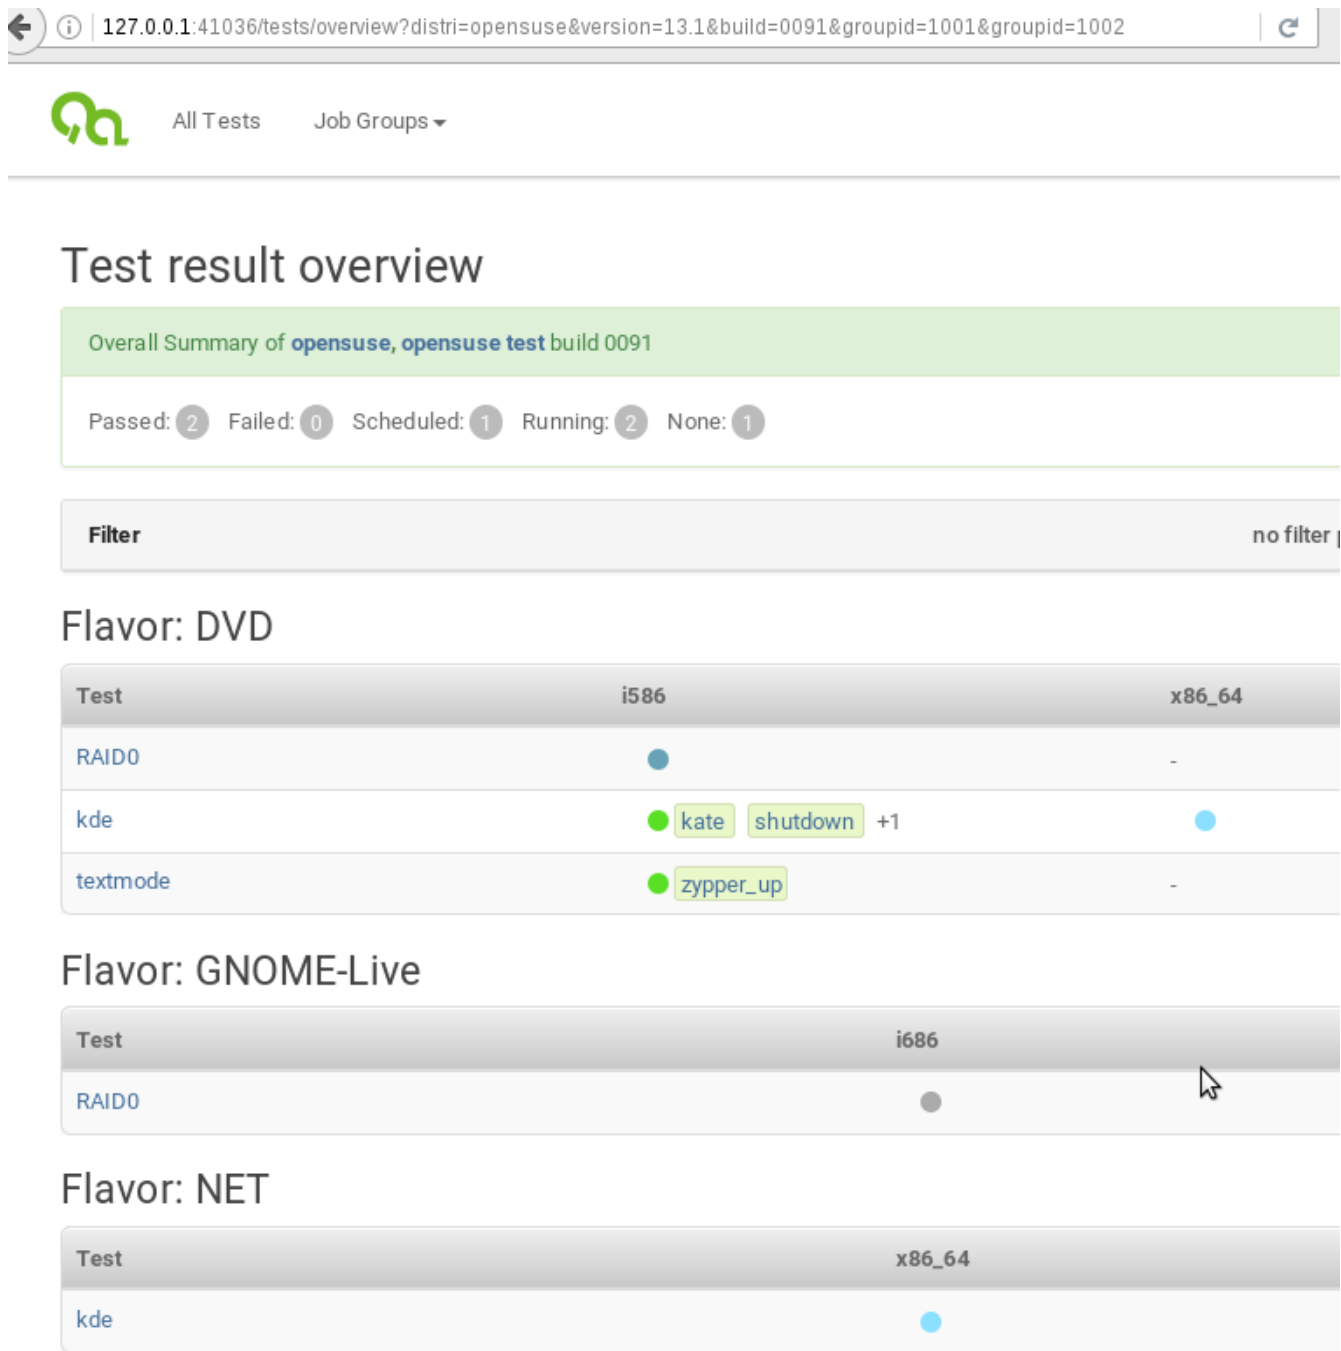 127.0.0.1:41036/tests/overview?distri=opensuse&version=13.1&build=0091&groupid=1001&groupid=1002
All Tests Job Groups
Test result overview
Overall Summary of opensuse, opensuse test build 0091
Passed: 2 Failed: 0 Scheduled: 1 Running: 2 None: 1
Filter no filter
Flavor: DVD
Test i586 x86_64
RAID0 -
kde kate shutdown +1
textmode zypper_up -
Flavor: GNOME-Live
Test i686
RAID0
Flavor: NET
Test x86_64
kde